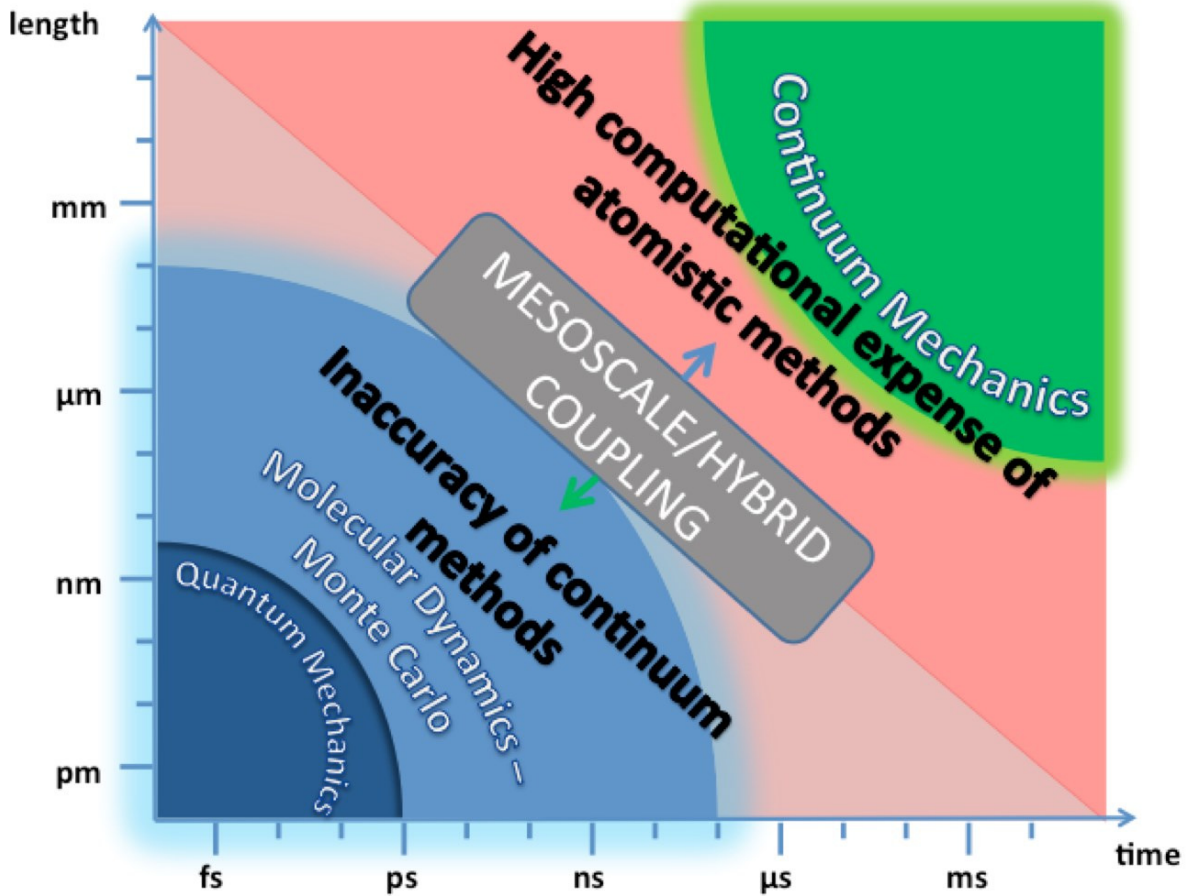 length
mm
μm
nm
pm
High computational expense of
atomistic methods
Continuum Mechanics
MESOSCALE/HYBRID
COUPLING
Inaccuracy of continuum
methods
Molecular Dynamics –
Monte Carlo
Quantum Mechanics
fs
ps
ns
μs
ms
time